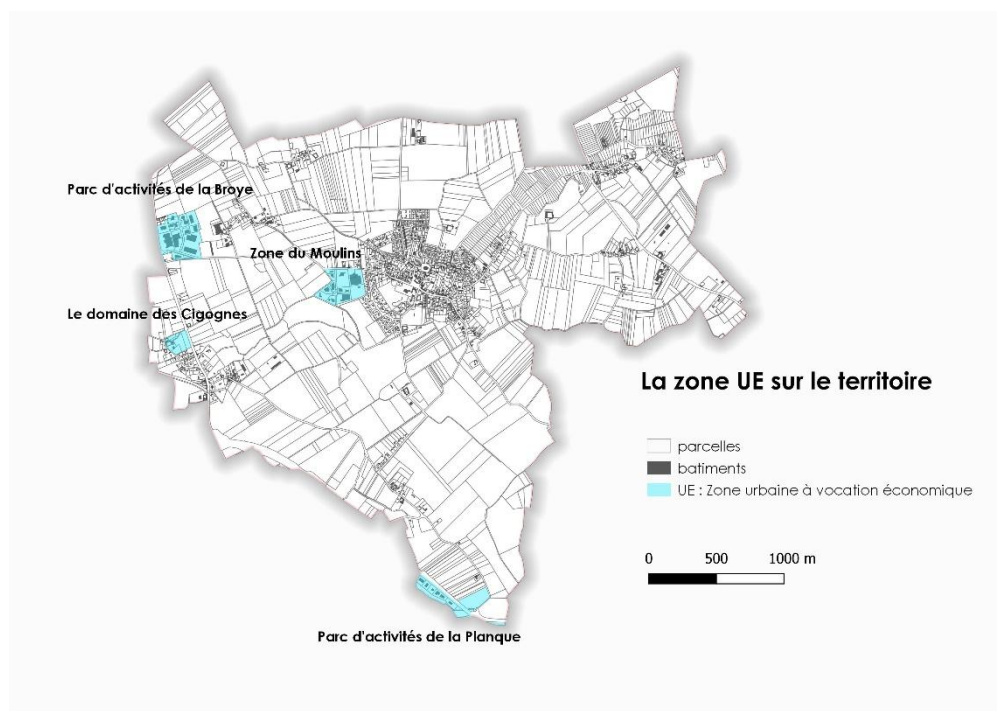 Parc d'activités de la Broye
Zone du Moulins
Le domaine des Cigognes
La zone UE sur le territoire
parcelles
batiments
UE : Zone urbaine à vocation économique
0 500 1000 m
Parc d'activités de la Planque